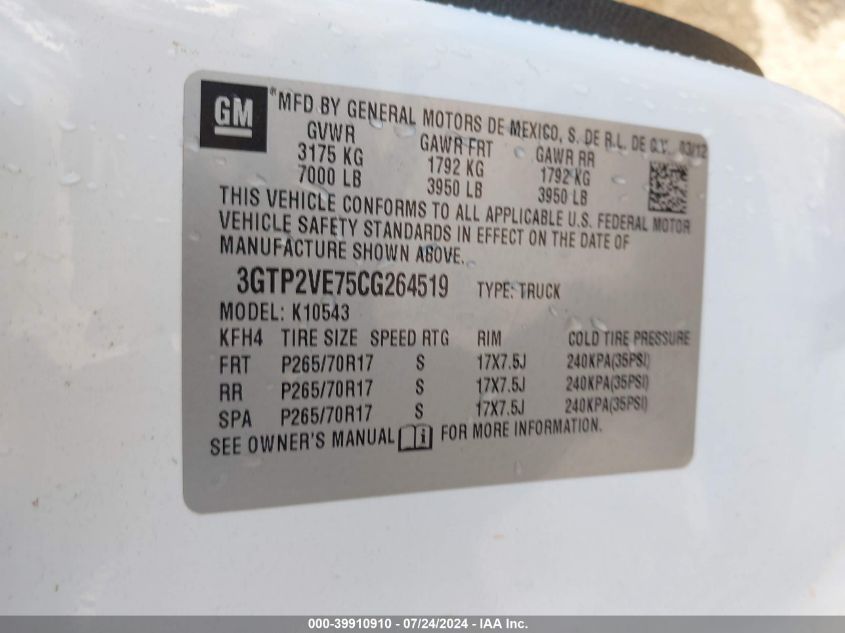 GM
® MFD BY GENERAL MOTORS DE MEXICO, S. DE R.L. DE C.V. 03/12
GVWR GAWR FRT GAWR RR
3175 KG 1792 KG 1792 KG
7000 LB 3950 LB 3950 LB
THIS VEHICLE CONFORMS TO ALL APPLICABLE U.S. FEDERAL MOTOR
VEHICLE SAFETY STANDARDS IN EFFECT ON THE DATE OF
MANUFACTURE SHOWN ABOVE.
3GTP2VE75CG264519 TYPE: TRUCK
MODEL: K10543
KFH4 TIRE SIZE SPEED RTG RIM COLD TIRE PRESSURE
FRT P265/70R17 S 17X7.5J 240KPA(35PSI)
RR P265/70R17 S 17X7.5J 240KPA(35PSI)
SPA P265/70R17 S 17X7.5J 240KPA(35PSI)
SEE OWNER'S MANUAL i FOR MORE INFORMATION.
000-39910910 / 07/24/2024 - Copyright © IAA, Inc.